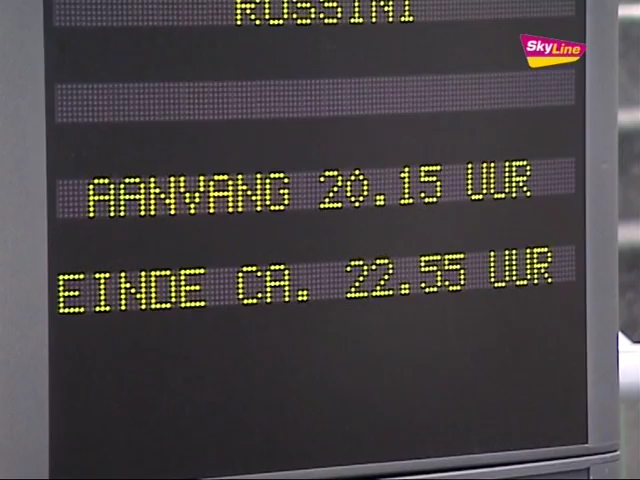 ROSSINI
SkyLine
AANVANG 20.15 UUR
EINDE CA. 22.55 UUR